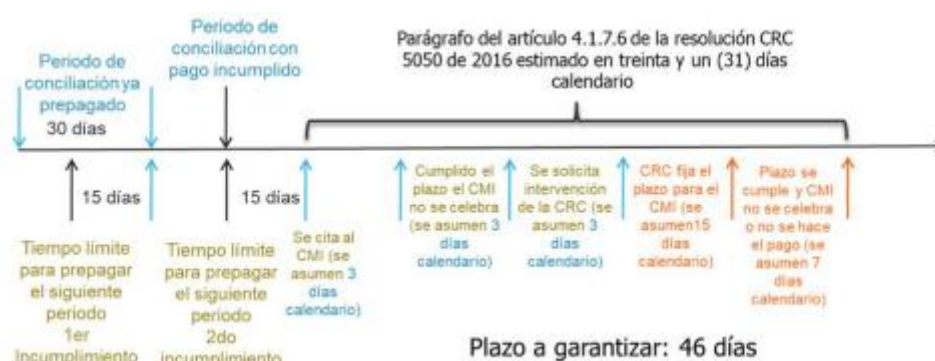 Periodo de
conciliación ya
prepagado
30 días
Periodo de
conciliación con
pago incumplido
Parágrafo del artículo 4.1.7.6 de la resolución CRC
5050 de 2016 estimado en treinta y un (31) días
calendario
15 días
15 días
Tiempo límite
para prepagar
el siguiente
periodo
1er
Incumplimiento
Tiempo límite
para prepagar
el siguiente
periodo
2do
incumplimiento
Se cita al
CMI (se
asumen 3
días
calendario)
Cumplido el
plazo el CMI
no se celebra
(se asumen 3
días
calendario)
Se solicita
intervención
de la CRC (se
asumen 3
días
calendario)
CRC fija el
plazo para el
CMI (se
asumen15
días
calendario)
Plazo se
cumple y CMI
no se celebra
o no se hace
el pago (se
asumen 7
días
calendario)
Plazo a garantizar: 46 días